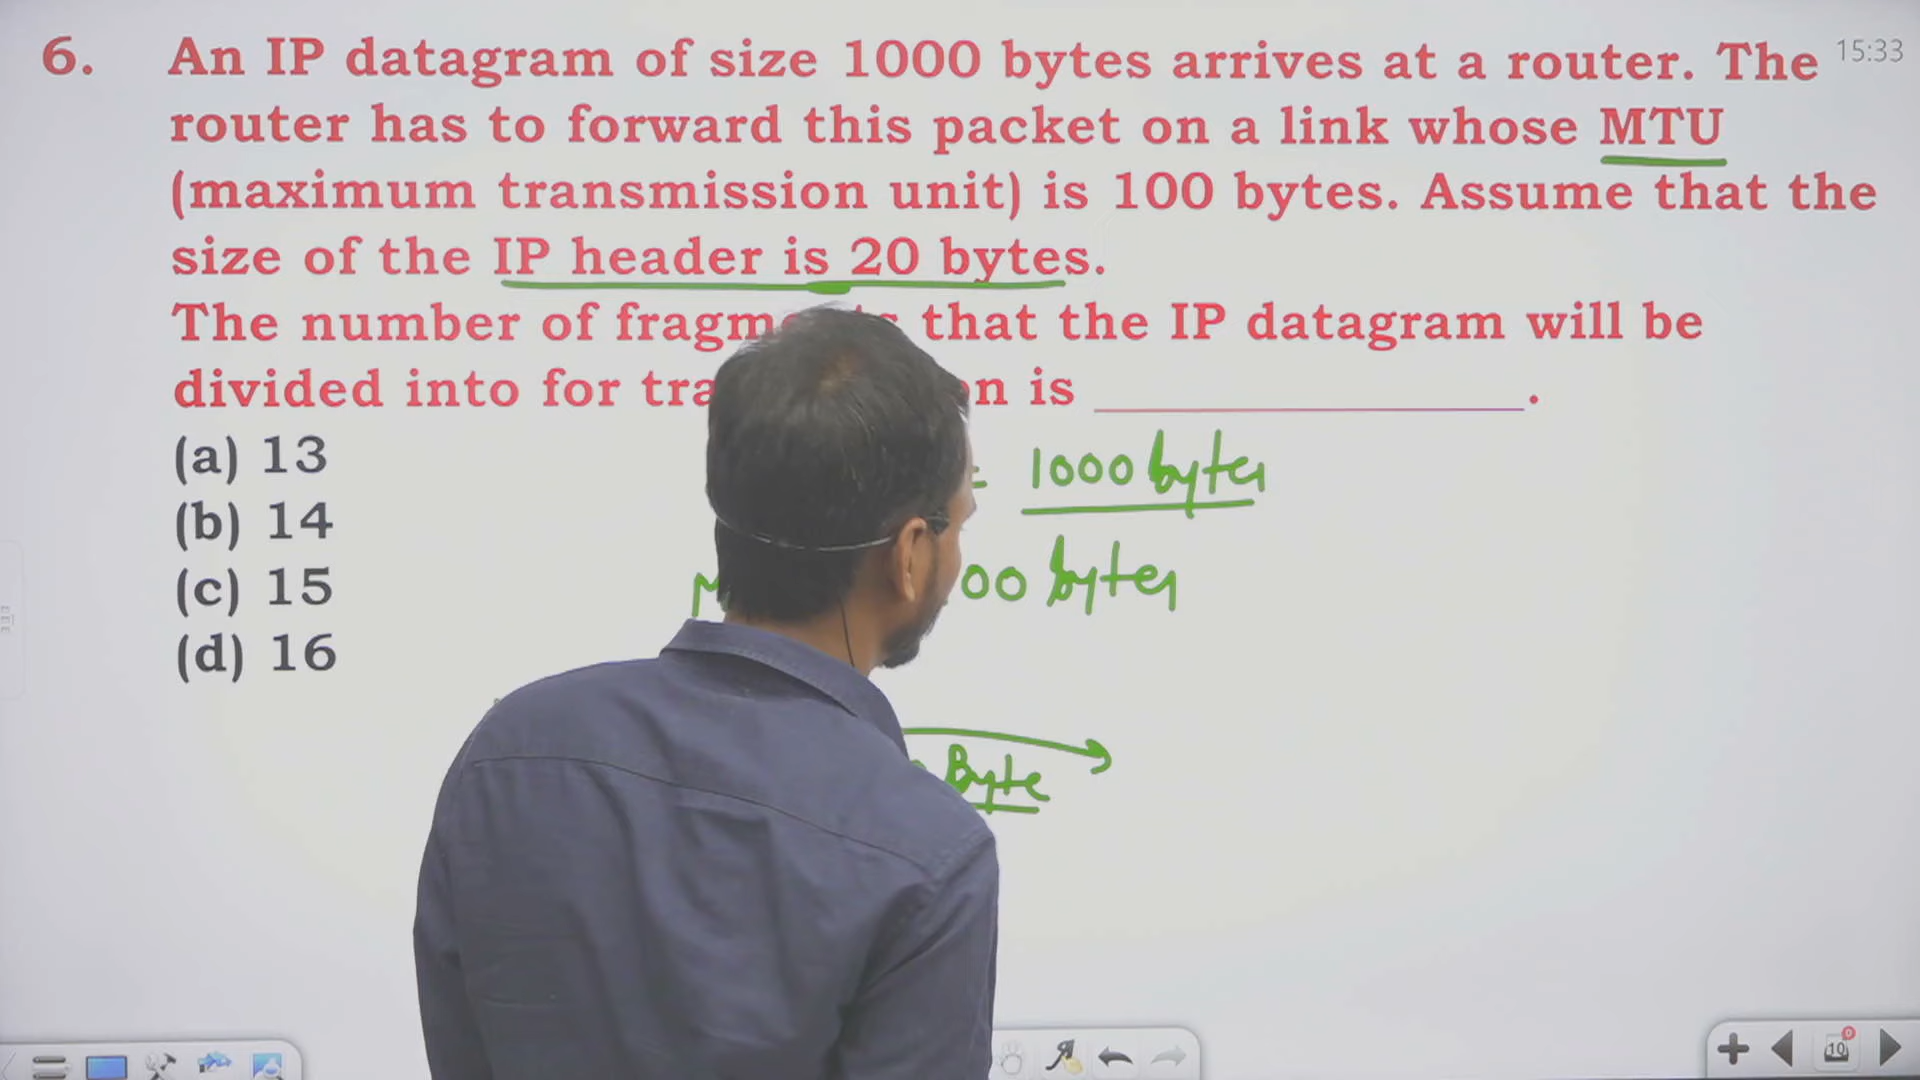 6. An IP datagram of size 1000 bytes arrives at a router. The 15:33
router has to forward this packet on a link whose MTU
(maximum transmission unit) is 100 bytes. Assume that the
size of the IP header is 20 bytes.
The number of that the IP datagram will be
divided into for is ____________.
(a) 13
(b) 14
(c) 15
(d) 16
= 1000 bytes
00 bytes
Byte
10
0